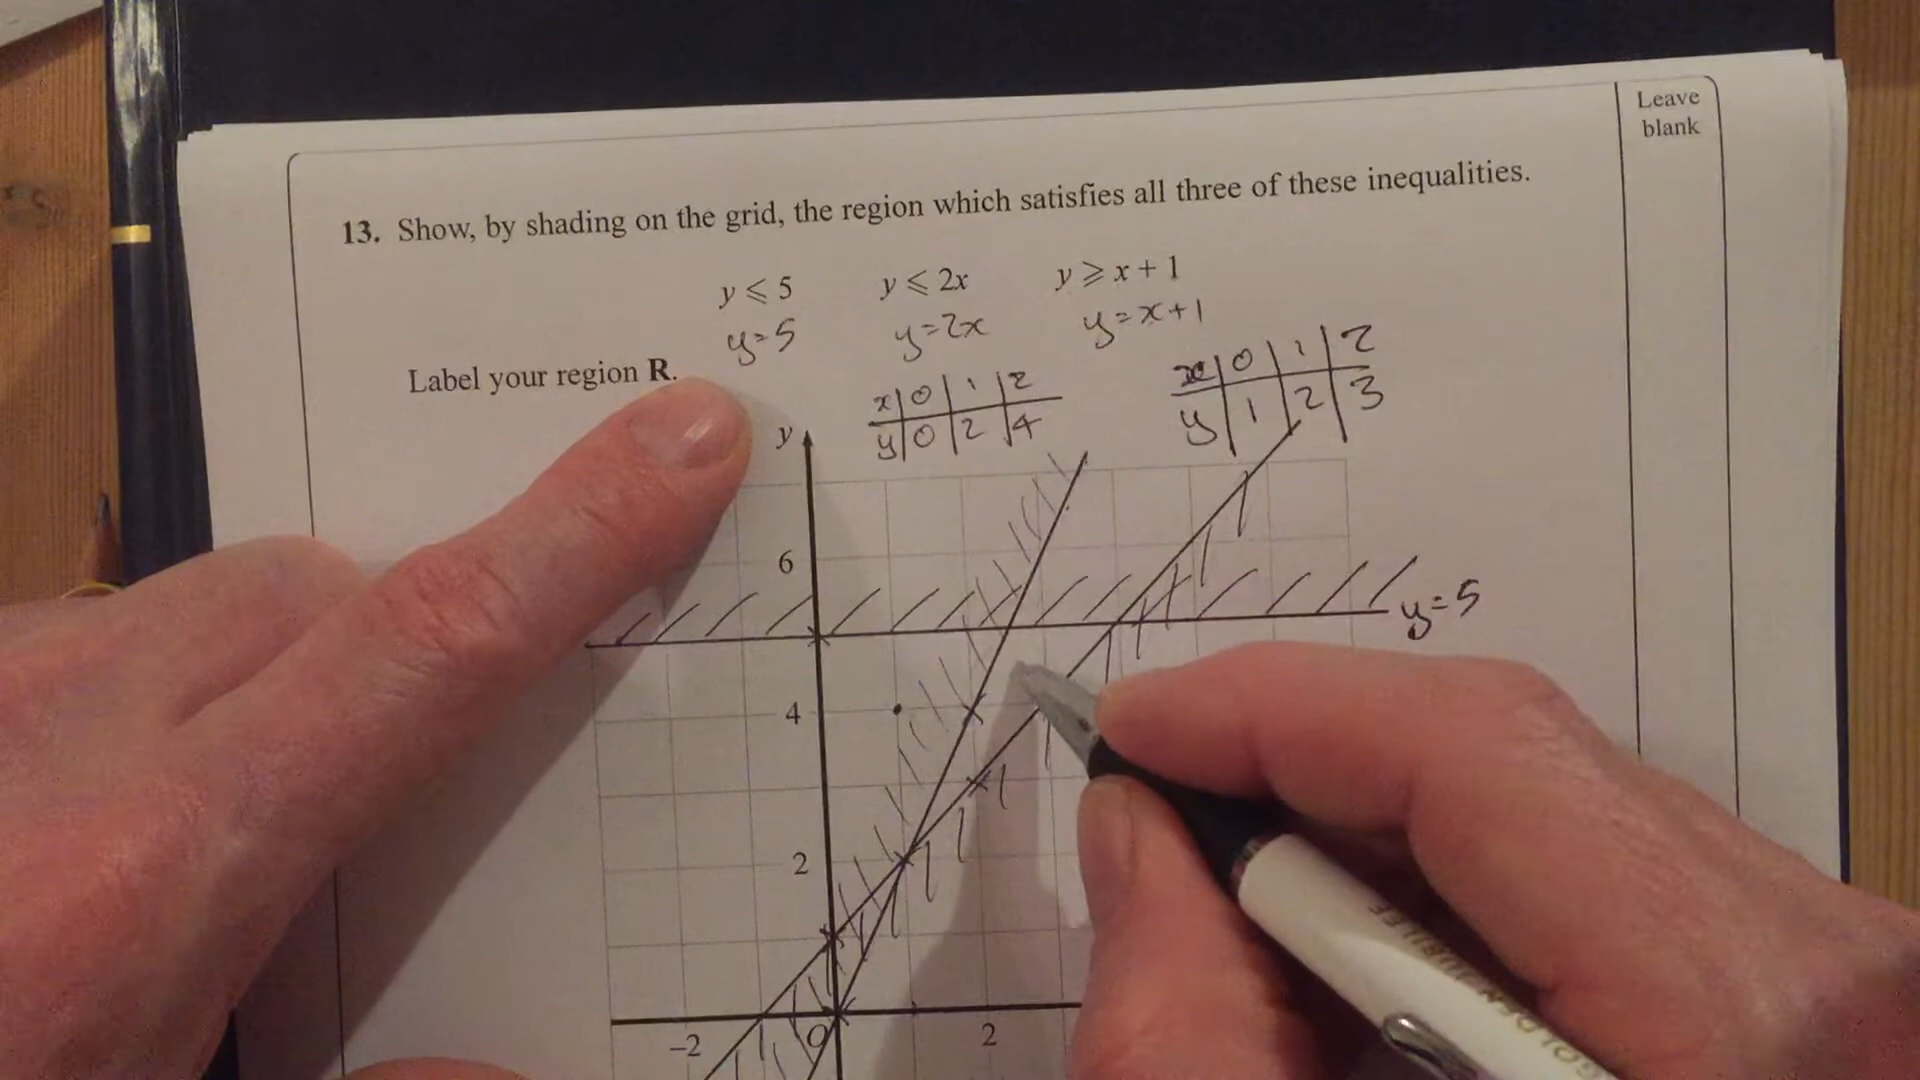 Leave
blank
13. Show, by shading on the grid, the region which satisfies all three of these inequalities.
y ⩽ 5 y ⩽ 2x y ⩾ x + 1
y=5 y=2x y=x+1
Label your region R.
x 0 1 2
y 0 2 4
x 0 1 2
y 1 2 3
y
6
y=5
4
2
-2 O 2
GOLDEN JUBILEE